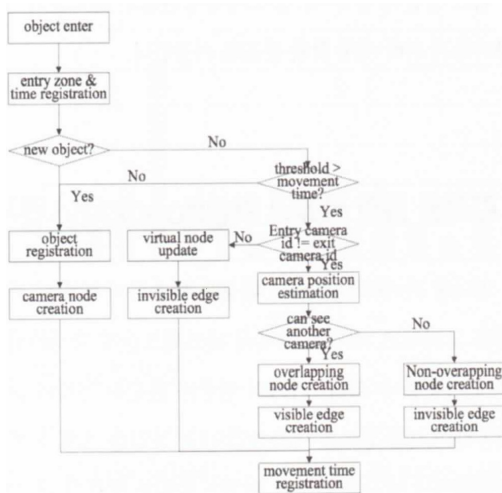 object enter
entry zone &
time registration
new object?
No
threshold >
movement
time?
No
Yes
Yes
object
registration
virtual node
update
No
Entry camera
id != exit
camera id
Yes
camera node
creation
invisible edge
creation
camera position
estimation
can see
another
camera?
No
Yes
overlapping
node creation
Non-overapping
node creation
visible edge
creation
invisible edge
creation
movement time
registration